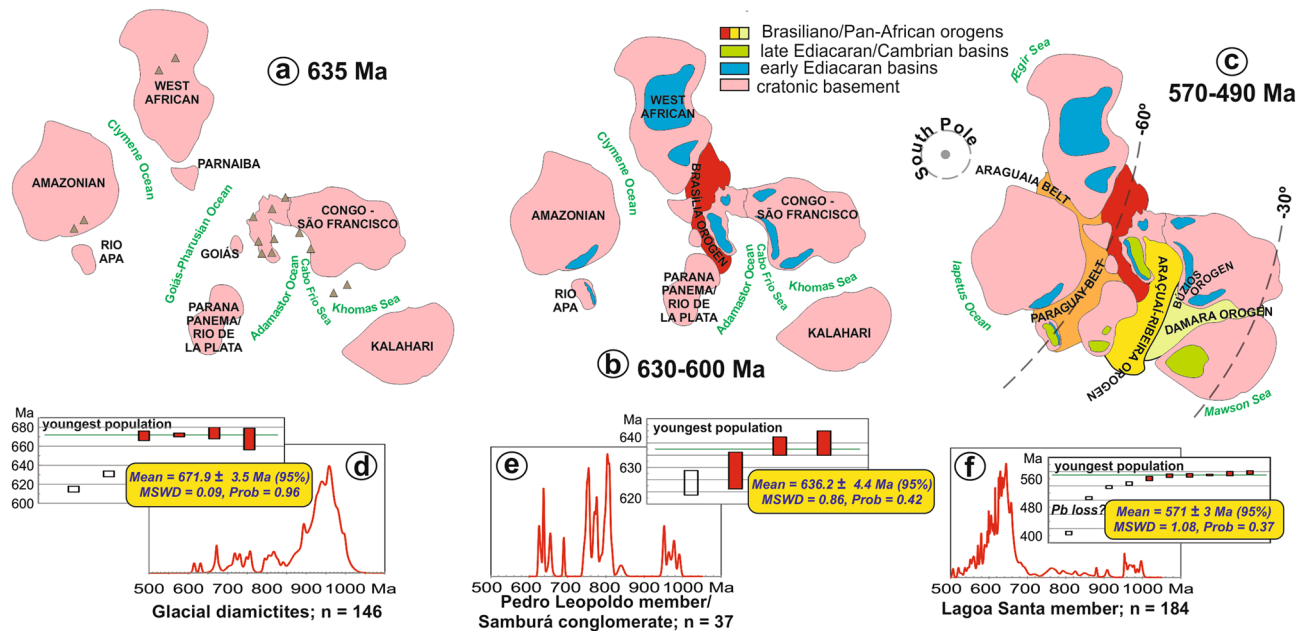 a 635 Ma
WEST
AFRICAN
Clymene Ocean
PARNAIBA
AMAZONIAN
Goiás-Pharusian Ocean
RIO
APA
GOIÁS
CONGO -
SÃO FRANCISCO
Adamastor Ocean
Cabo Frio Sea
Khomas Sea
PARANA
PANEMA/
RIO DE
LA PLATA
KALAHARI
Brasiliano/Pan-African orogens
late Ediacaran/Cambrian basins
early Ediacaran basins
cratonic basement
WEST
AFRICAN
Clymene Ocean
BRASÍLIA OROGEN
AMAZONIAN
CONGO -
SÃO FRANCISCO
RIO
APA
PARANA
PANEMA/
RIO DE
LA PLATA
Adamastor Ocean
Cabo Frio Sea
Khomas Sea
KALAHARI
b 630-600 Ma
Ægir Sea
c
570-490 Ma
South Pole
-60º
-30º
ARAGUAIA BELT
Iapetus Ocean
PARAGUAY-BELT
ARAÇUAI-RIBEIRA OROGEN
BÚZIOS
OROGEN
DAMARA OROGEN
Mawson Sea
Ma
youngest population
680
660
640
620
600
d
Mean = 671.9 ± 3.5 Ma (95%)
MSWD = 0.09, Prob = 0.96
500 600 700 800 900 1000 Ma
Glacial diamictites; n = 146
e
Ma
youngest population
640
630
620
Mean = 636.2 ± 4.4 Ma (95%)
MSWD = 0.86, Prob = 0.42
500 600 700 800 900 1000 Ma
Pedro Leopoldo member/
Samburá conglomerate; n = 37
f
Ma
youngest population
560
480
400
Pb loss?
Mean = 571 ± 3 Ma (95%)
MSWD = 1.08, Prob = 0.37
500 600 700 800 900 1000 Ma
Lagoa Santa member; n = 184